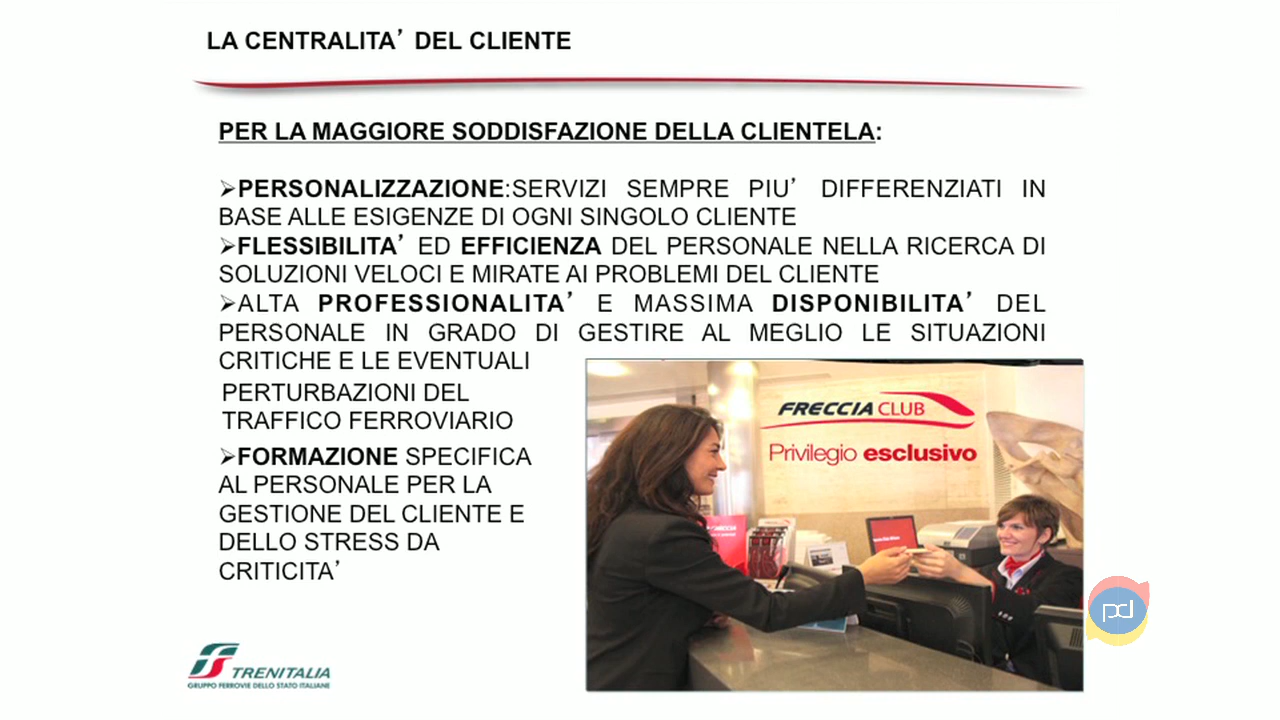 LA CENTRALITA’ DEL CLIENTE
PER LA MAGGIORE SODDISFAZIONE DELLA CLIENTELA:
➢PERSONALIZZAZIONE:SERVIZI SEMPRE PIU’ DIFFERENZIATI IN
BASE ALLE ESIGENZE DI OGNI SINGOLO CLIENTE
➢FLESSIBILITA’ ED EFFICIENZA DEL PERSONALE NELLA RICERCA DI
SOLUZIONI VELOCI E MIRATE AI PROBLEMI DEL CLIENTE
➢ALTA PROFESSIONALITA’ E MASSIMA DISPONIBILITA’ DEL
PERSONALE IN GRADO DI GESTIRE AL MEGLIO LE SITUAZIONI
CRITICHE E LE EVENTUALI
PERTURBAZIONI DEL
TRAFFICO FERROVIARIO
➢FORMAZIONE SPECIFICA
AL PERSONALE PER LA
GESTIONE DEL CLIENTE E
DELLO STRESS DA
CRITICITA’
FRECCIA CLUB
Privilegio esclusivo
pd
TRENITALIA
GRUPPO FERROVIE DELLO STATO ITALIANE